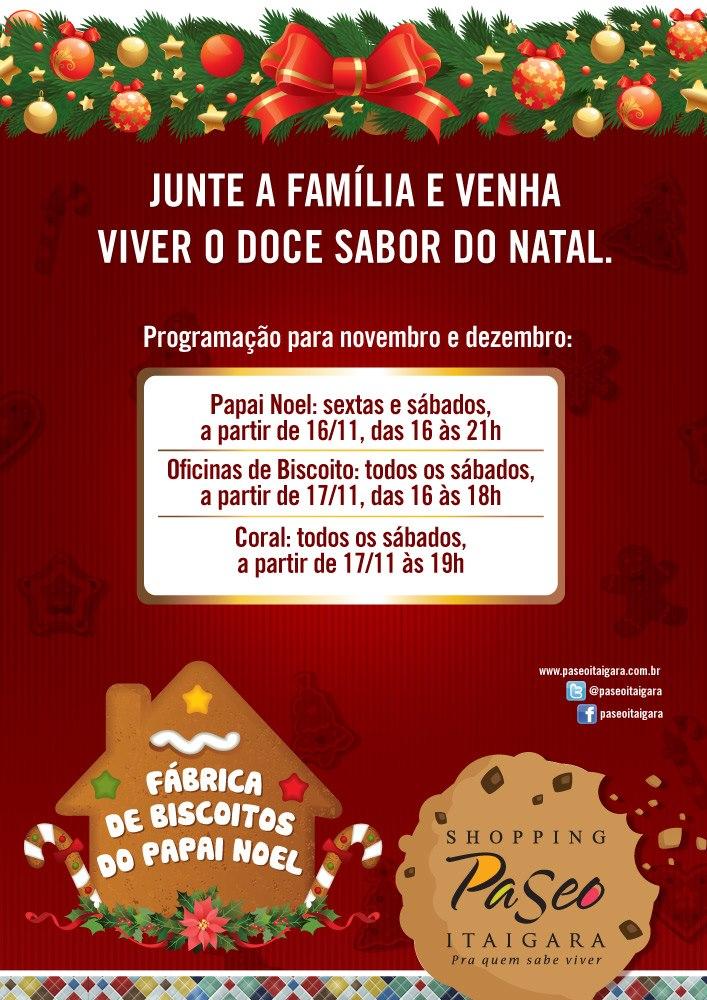 JUNTE A FAMÍLIA E VENHA
VIVER O DOCE SABOR DO NATAL.
Programação para novembro e dezembro:
Papai Noel: sextas e sábados,
a partir de 16/11, das 16 às 21h
Oficinas de Biscoito: todos os sábados,
a partir de 17/11, das 16 às 18h
Coral: todos os sábados,
a partir de 17/11 às 19h
www.paseoitaigara.com.br
@paseoitaigara
paseoitaigara
FÁBRICA
DE BISCOITOS
DO PAPAI NOEL
SHOPPING
Paseo
ITAIGARA
Pra quem sabe viver